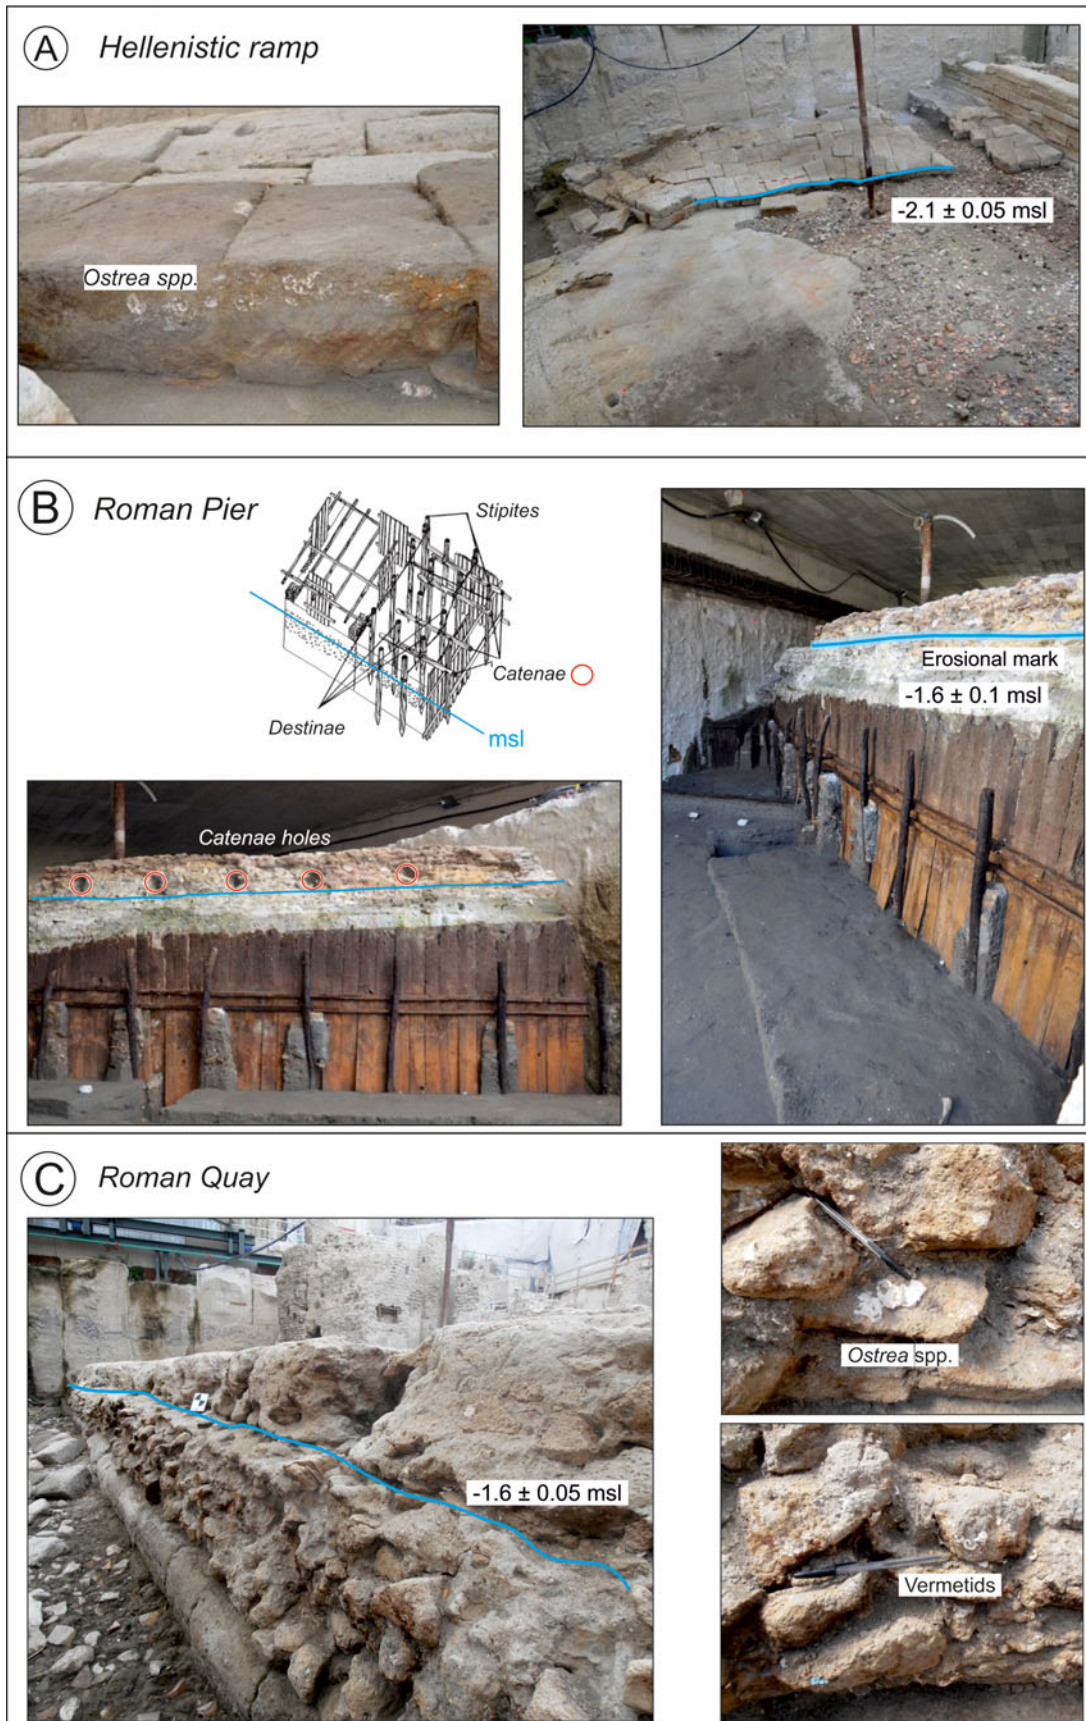 A Hellenistic ramp
Ostrea spp.
-2.1 ± 0.05 msl
B Roman Pier
Stipites
Catenae
Destinae
msl
Erosional mark
-1.6 ± 0.1 msl
Catenae holes
C Roman Quay
-1.6 ± 0.05 msl
Ostrea spp.
Vermetids